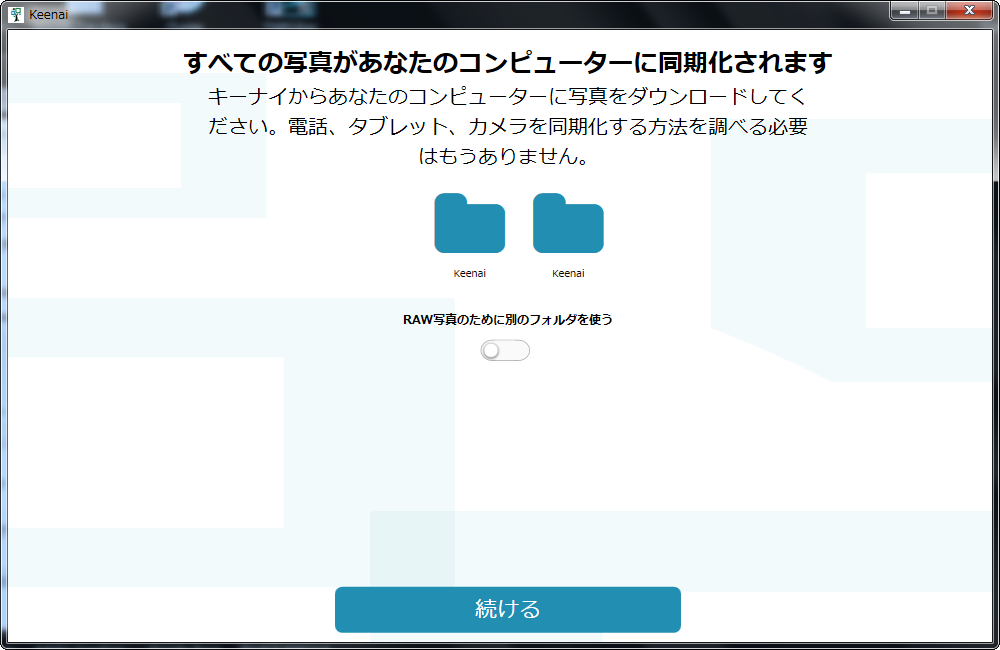 Keenai
すべての写真があなたのコンピューターに同期化されます
キーナイからあなたのコンピューターに写真をダウンロードしてく
ださい。電話、タブレット、カメラを同期化する方法を調べる必要
はもうありません。
Keenai
Keenai
RAW写真のために別のフォルダを使う
続ける